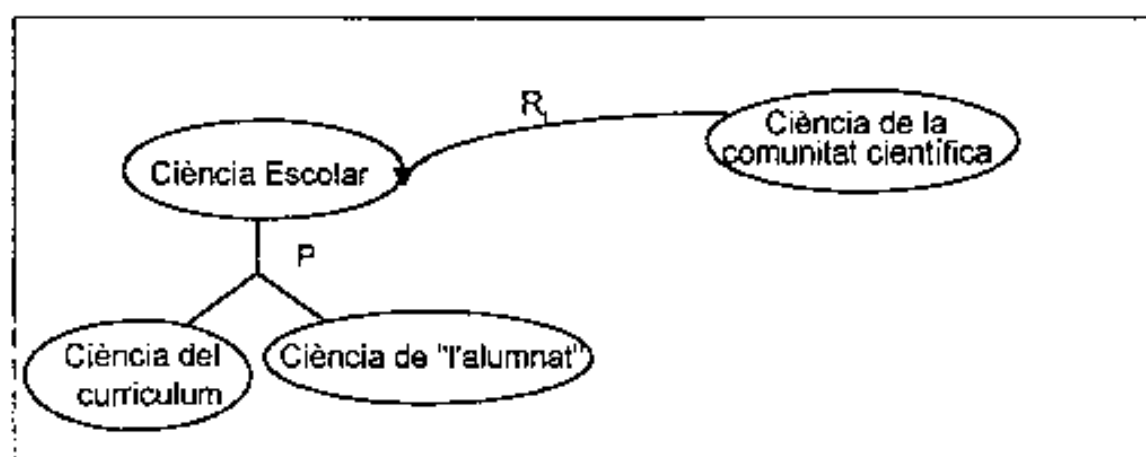 R
Ciència de la
comunitat científica
Ciència Escolar
P
Ciència del
curriculum
Ciència de "l'alumnat"